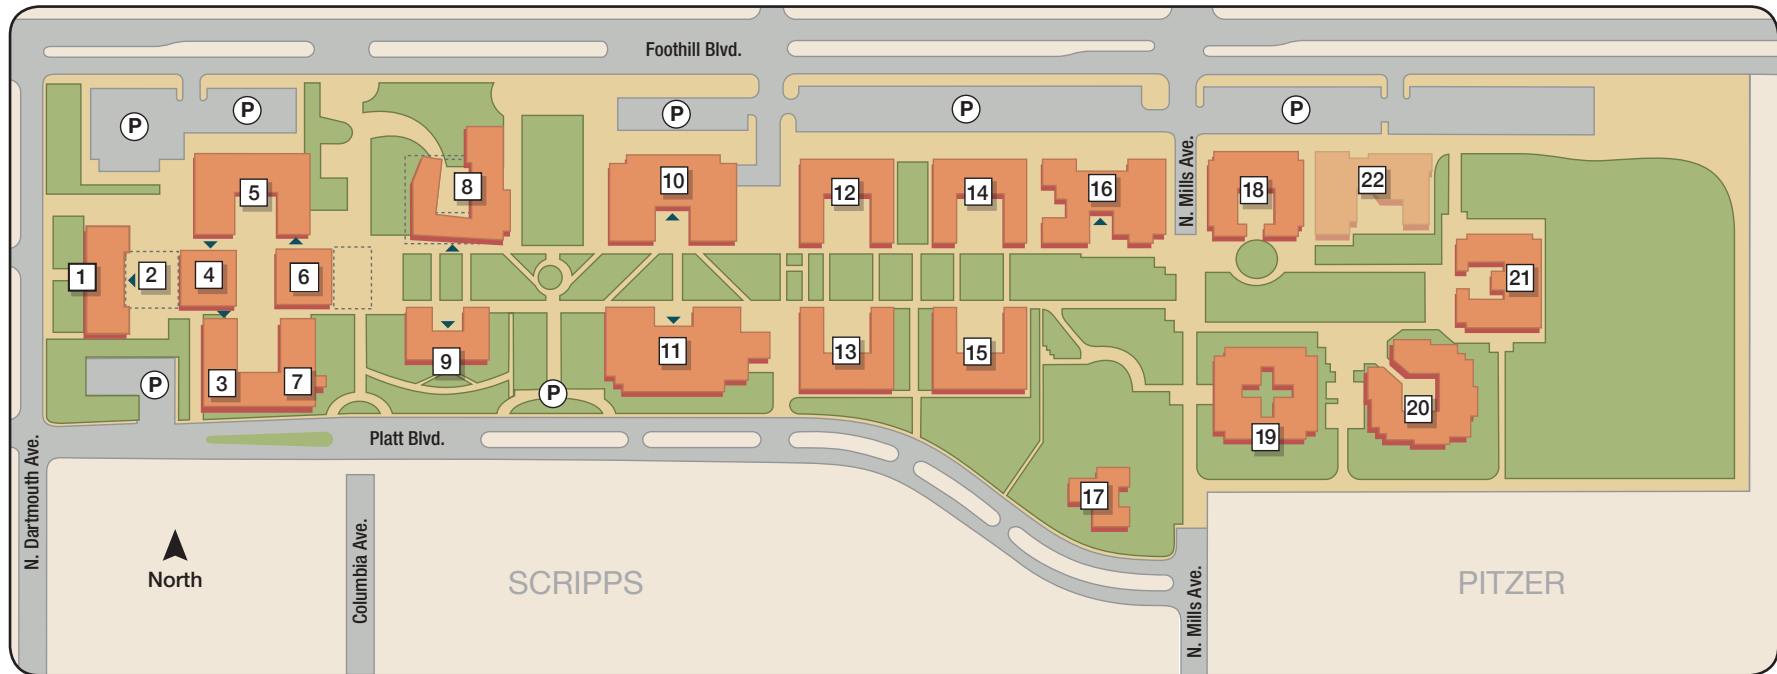 Foothill Blvd.
P
P
P
P
P
N. Mills Ave.
5
8
10
12
14
16
18
22
1
2
4
6
21
3
7
9
11
13
15
P
P
19
20
Platt Blvd.
N. Dartmouth Ave.
17
Columbia Ave.
North
SCRIPPS
PITZER
N. Mills Ave.